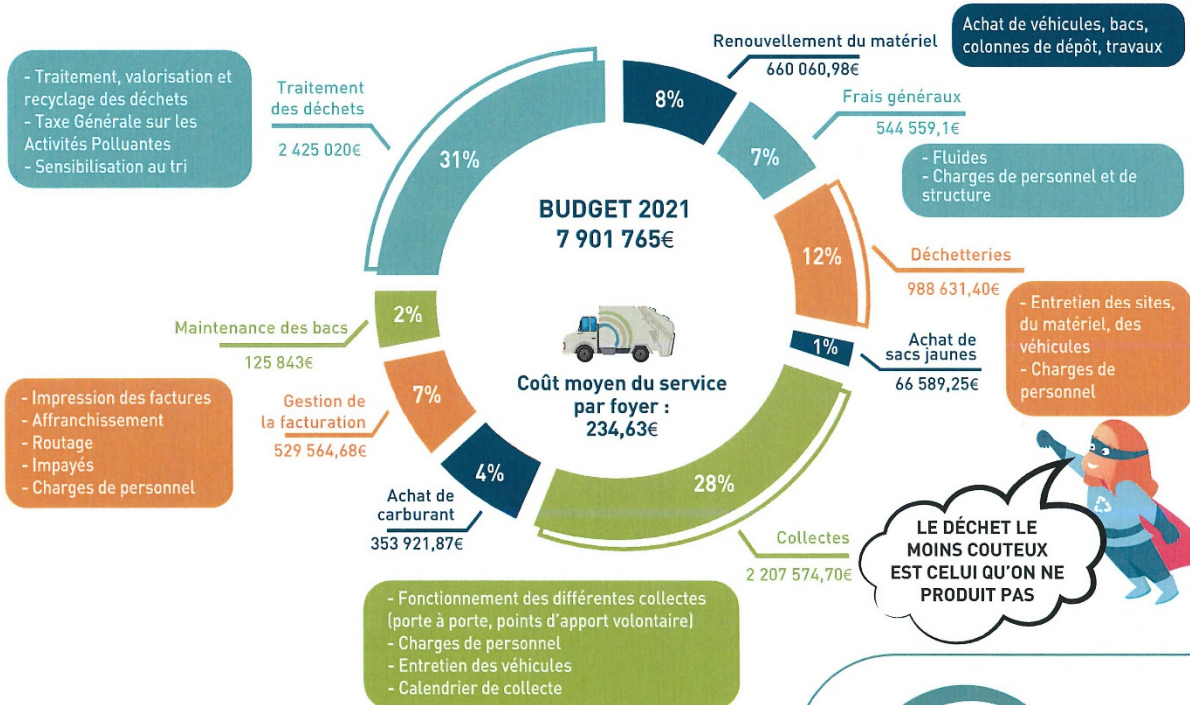 - Traitement, valorisation et
recyclage des déchets
- Taxe Générale sur les
Activités Polluantes
- Sensibilisation au tri
Traitement
des déchets
2 425 020€
31%
Renouvellement du matériel
660 060,98€
8%
Achat de véhicules, bacs,
colonnes de dépôt, travaux
Frais généraux
544 559,1€
7%
- Fluides
- Charges de personnel et de
structure
BUDGET 2021
7 901 765€
12%
Déchetteries
988 631,40€
- Entretien des sites,
du matériel, des
véhicules
- Charges de
personnel
1%
Achat de
sacs jaunes
66 589,25€
Maintenance des bacs
125 843€
2%
Coût moyen du service
par foyer :
234,63€
- Impression des factures
- Affranchissement
- Routage
- Impayés
- Charges de personnel
Gestion de
la facturation
529 564,68€
7%
Achat de
carburant
353 921,87€
4%
28%
Collectes
2 207 574,70€
- Fonctionnement des différentes collectes
(porte à porte, points d'apport volontaire)
- Charges de personnel
- Entretien des véhicules
- Calendrier de collecte
LE DÉCHET LE
MOINS COUTEUX
EST CELUI QU'ON NE
PRODUIT PAS